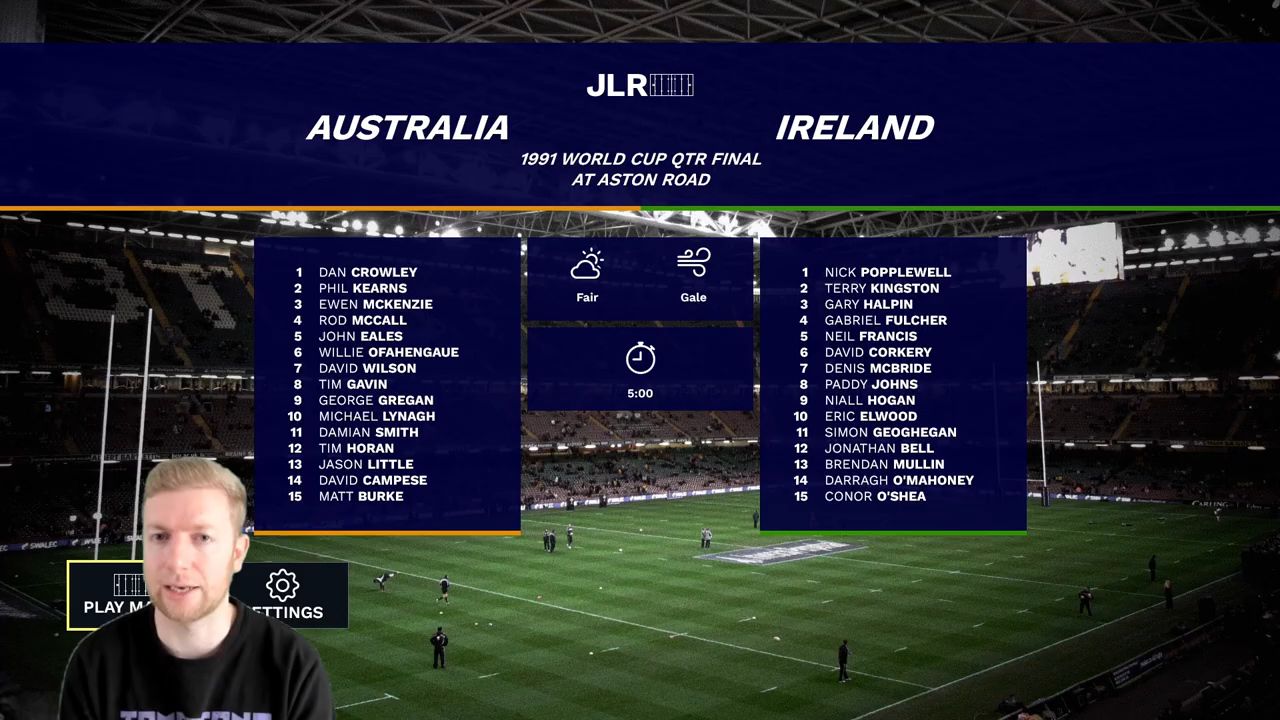 JLR
AUSTRALIA
IRELAND
1991 WORLD CUP QTR FINAL
AT ASTON ROAD
1 DAN CROWLEY
2 PHIL KEARNS
3 EWEN MCKENZIE
4 ROD MCCALL
5 JOHN EALES
6 WILLIE OFAHENGAUE
7 DAVID WILSON
8 TIM GAVIN
9 GEORGE GREGAN
10 MICHAEL LYNAGH
11 DAMIAN SMITH
12 TIM HORAN
13 JASON LITTLE
14 DAVID CAMPESE
15 MATT BURKE
Fair
Gale
5:00
1 NICK POPPLEWELL
2 TERRY KINGSTON
3 GARY HALPIN
4 GABRIEL FULCHER
5 NEIL FRANCIS
6 DAVID CORKERY
7 DENIS MCBRIDE
8 PADDY JOHNS
9 NIALL HOGAN
10 ERIC ELWOOD
11 SIMON GEOGHEGAN
12 JONATHAN BELL
13 BRENDAN MULLIN
14 DARRAGH O'MAHONEY
15 CONOR O'SHEA
PLAY MA
ETTINGS
SWALEC